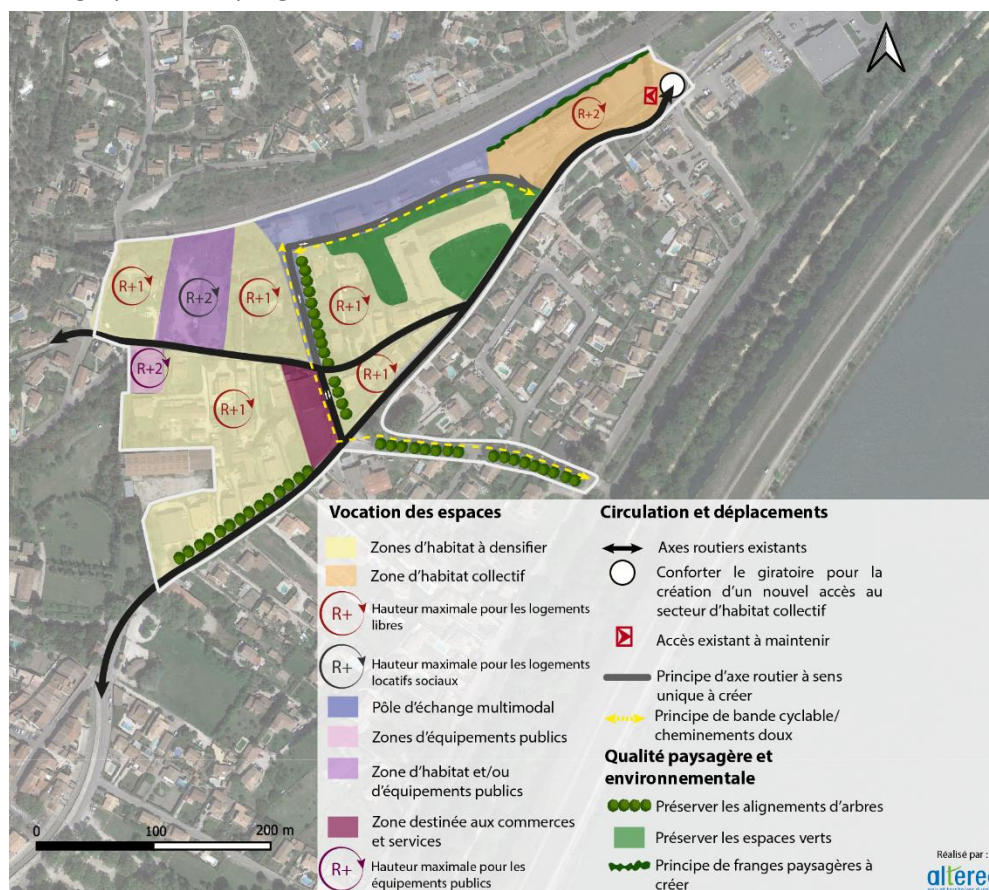 R+2
R+1
R+2
R+1
R+1
R+1
R+2
R+1
Vocation des espaces
Zones d'habitat à densifier
Zone d'habitat collectif
R+
Hauteur maximale pour les logements
libres
R+
Hauteur maximale pour les logements
locatifs sociaux
Pôle d'échange multimodal
Zones d'équipements publics
Zone d'habitat et/ou
d'équipements publics
Zone destinée aux commerces
et services
R+
Hauteur maximale pour les
équipements publics
Circulation et déplacements
Axes routiers existants
Conforter le giratoire pour la
création d'un nouvel accès au
secteur d'habitat collectif
Accès existant à maintenir
Principe d'axe routier à sens
unique à créer
Principe de bande cyclable/
cheminements doux
Qualité paysagère et
environnementale
Préserver les alignements d'arbres
Préserver les espaces verts
Principe de franges paysagères à
créer
0 100 200 m
Réalisé par :
altere